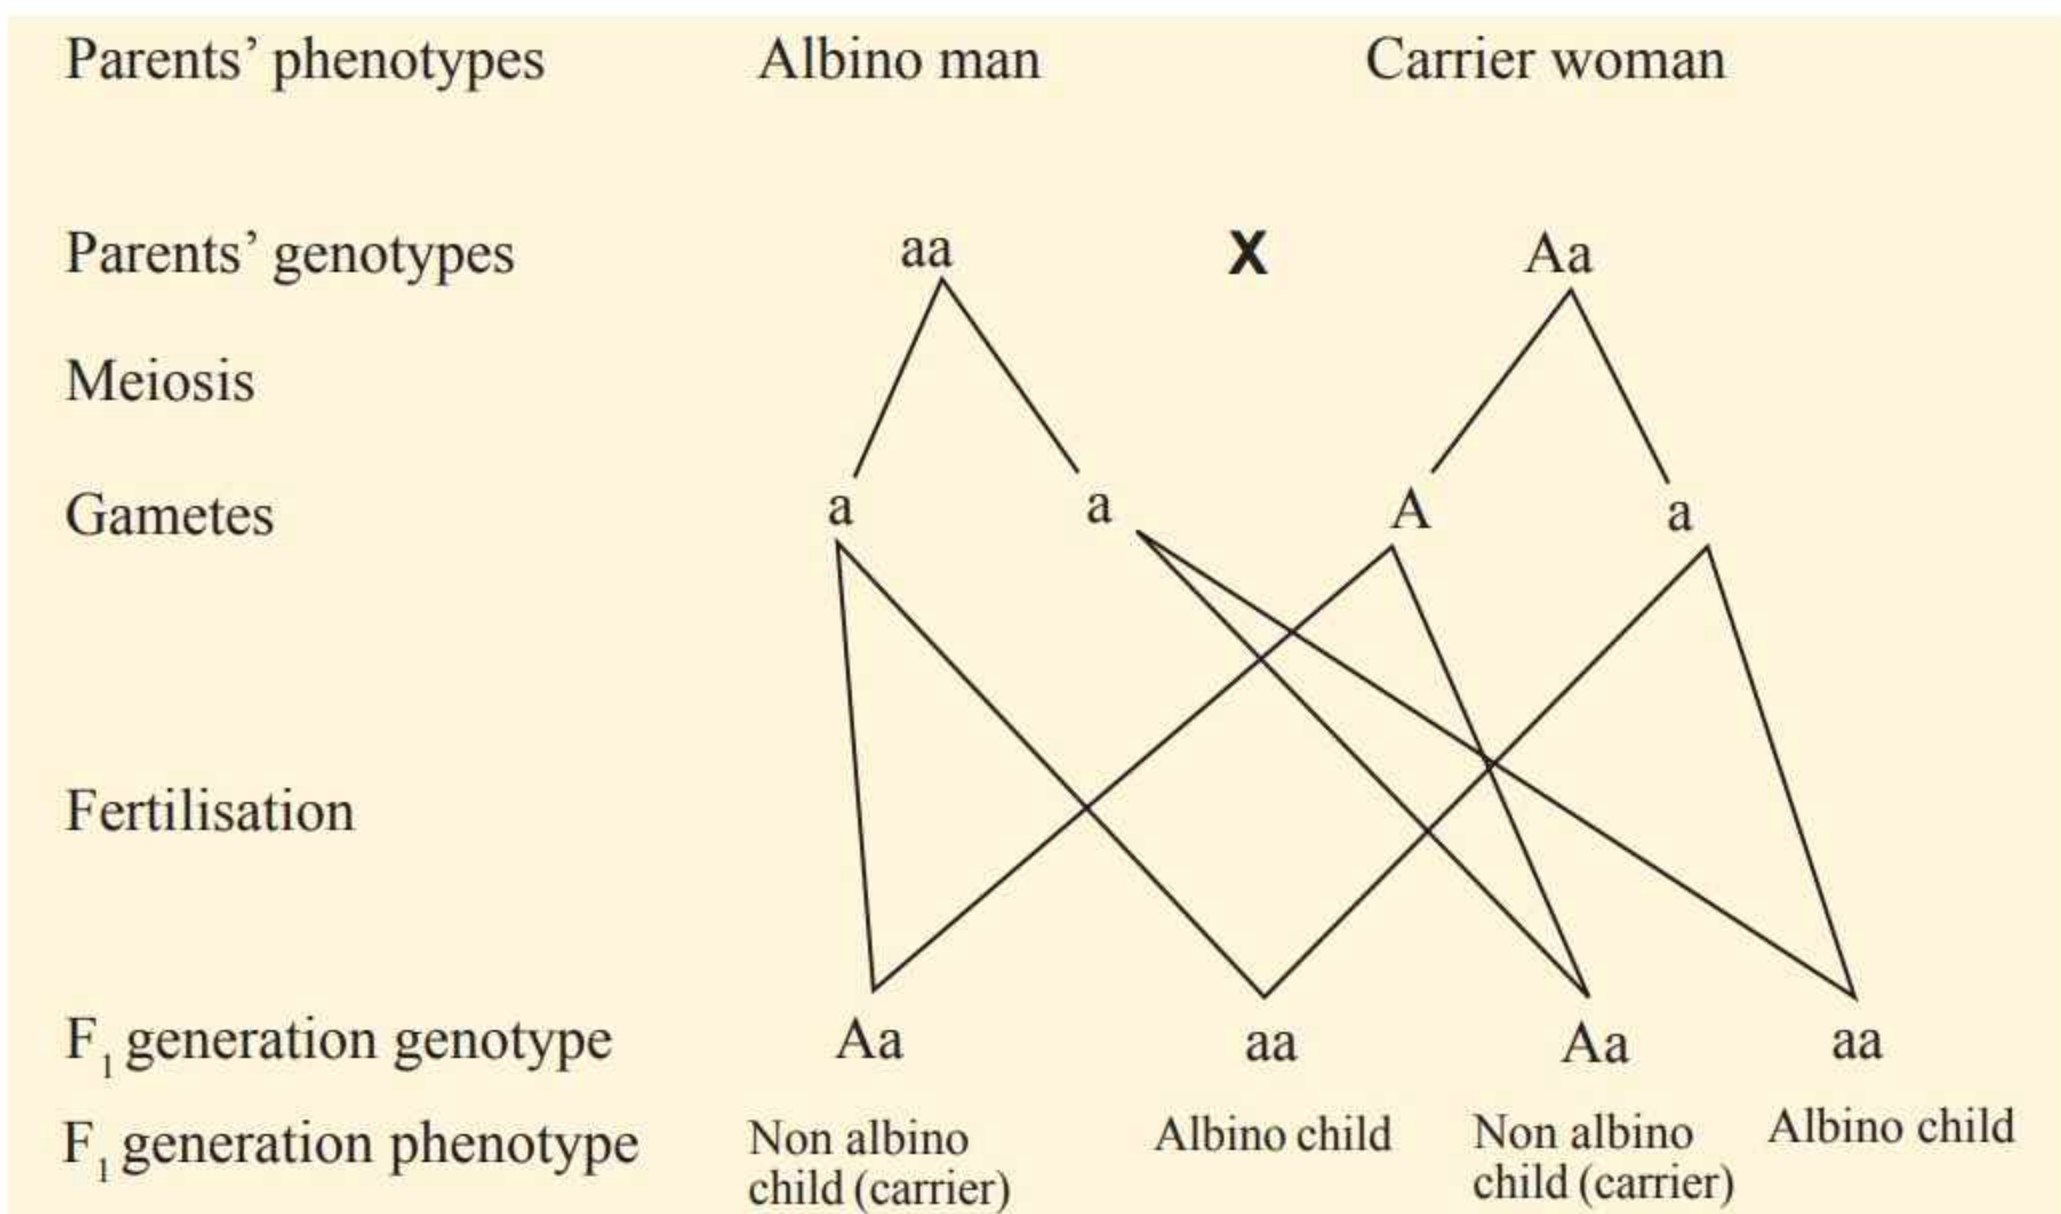 Parents’ phenotypes Albino man Carrier woman
Parents’ genotypes aa X Aa
Meiosis
Gametes a a A a
Fertilisation
F1 generation genotype Aa aa Aa aa
F1 generation phenotype Non albino child (carrier) Albino child Non albino child (carrier) Albino child